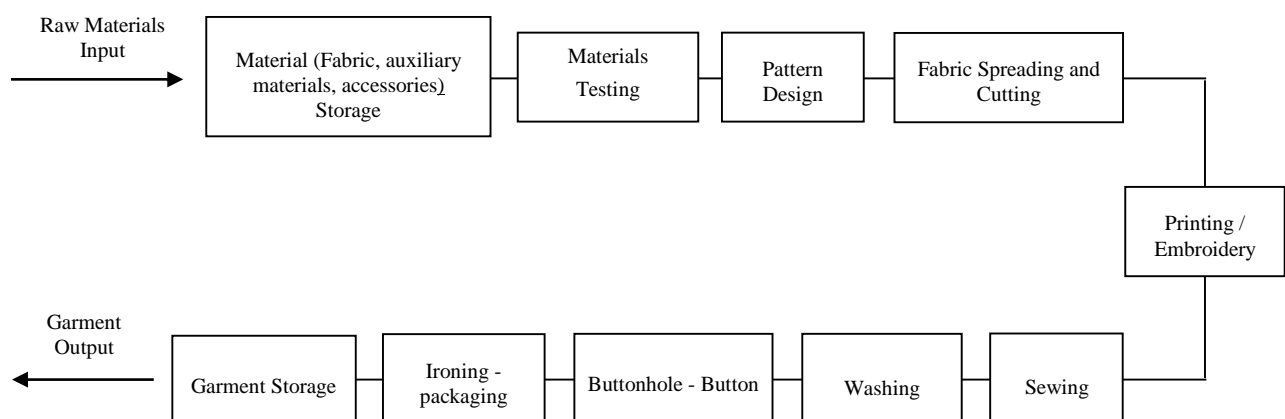 Raw Materials
Input
Material (Fabric, auxiliary
materials, accessories)
Storage
Materials
Testing
Pattern
Design
Fabric Spreading and
Cutting
Printing /
Embroidery
Garment
Output
Garment Storage
Ironing -
packaging
Buttonhole - Button
Washing
Sewing